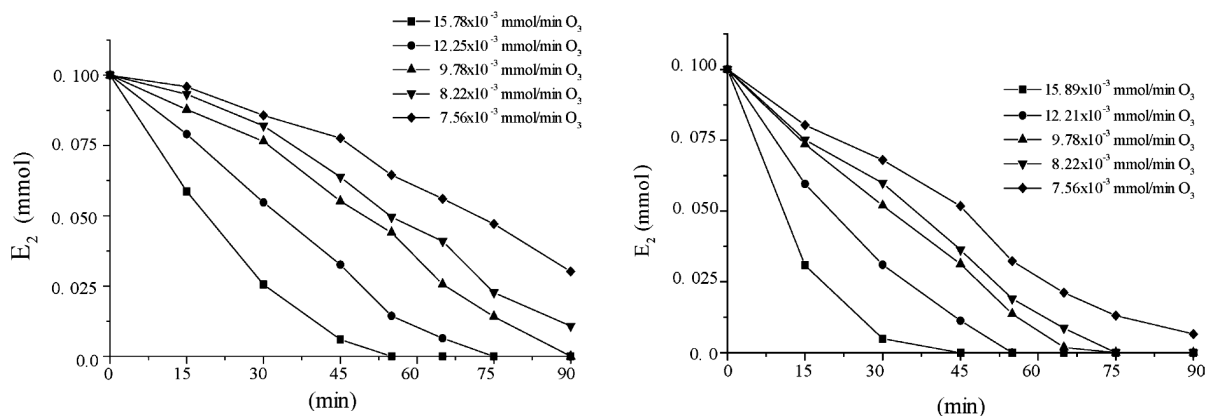 15.78x10⁻³ mmol/min O₃
12.25x10⁻³ mmol/min O₃
9.78x10⁻³ mmol/min O₃
8.22x10⁻³ mmol/min O₃
7.56x10⁻³ mmol/min O₃
0. 100
0.075
0.050
0.025
0.0
E₂ (mmol)
0 15 30 45 60 75 90
(min)
15.89x10⁻³ mmol/min O₃
12.21x10⁻³ mmol/min O₃
9.78x10⁻³ mmol/min O₃
8.22x10⁻³ mmol/min O₃
7.56x10⁻³ mmol/min O₃
0. 100
0.075
0. 050
0.025
0. 0
E₂ (mmol)
0 15 30 45 60 75 90
(min)